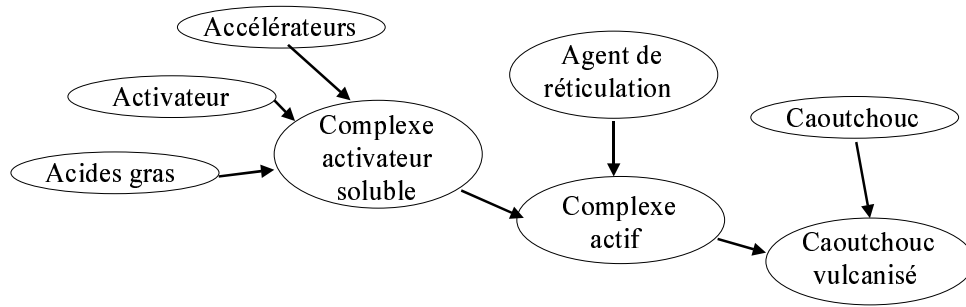 Accélérateurs
Activateur
Acides gras
Complexe
activateur
soluble
Agent de
réticulation
Complexe
actif
Caoutchouc
Caoutchouc
vulcanisé